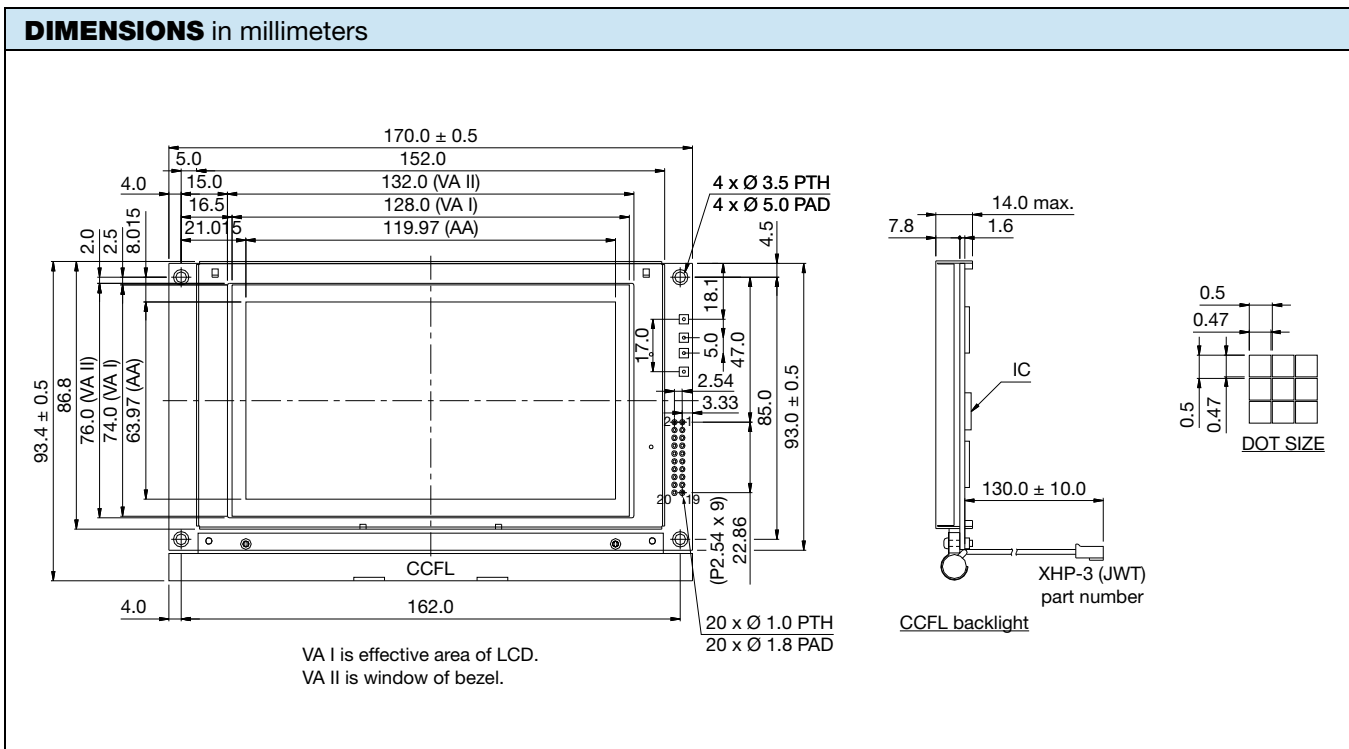 DIMENSIONS in millimeters
170.0 ± 0.5
5.0
152.0
4.0
15.0
132.0 (VA II)
16.5
128.0 (VA I)
21.015
119.97 (AA)
4 x Ø 3.5 PTH
4 x Ø 5.0 PAD
2.0
2.5
8.015
4.5
93.4 ± 0.5
86.8
76.0 (VA II)
74.0 (VA I)
63.97 (AA)
17.0
18.1
5.0
47.0
2.54
3.33
85.0
93.0 ± 0.5
2
1
20
19
(P2.54 x 9)
22.86
CCFL
4.0
162.0
20 x Ø 1.0 PTH
20 x Ø 1.8 PAD
VA I is effective area of LCD.
VA II is window of bezel.
14.0 max.
7.8
1.6
IC
130.0 ± 10.0
XHP-3 (JWT)
part number
CCFL backlight
0.5
0.47
0.5
0.47
DOT SIZE